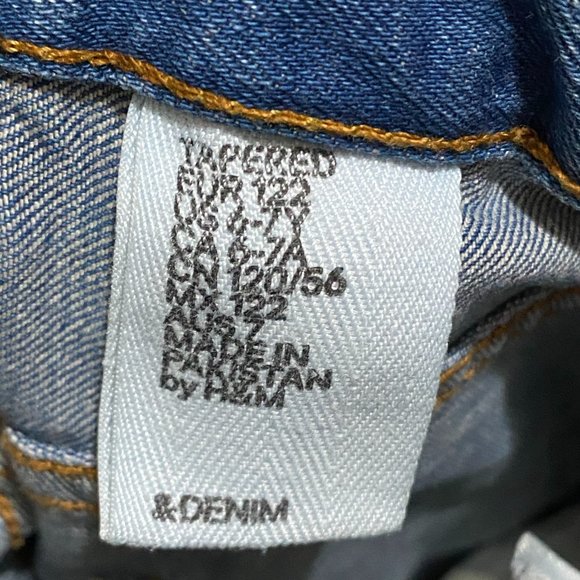 TAPERED
EUR 122
US 6-7Y
CA 6-7A
CN 120/56
MX 122
AUS 7
MADE IN
PAKISTAN
by H&M
&DENIM